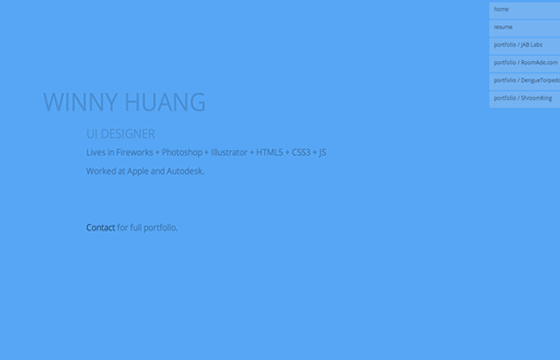 home
resume
portfolio / JAB Labs
portfolio / RoomAde.com
portfolio / DengueTorpedo
portfolio / ShroomRing
WINNY HUANG
UI DESIGNER
Lives in Fireworks + Photoshop + Illustrator + HTML5 + CSS3 + JS
Worked at Apple and Autodesk.
Contact for full portfolio.